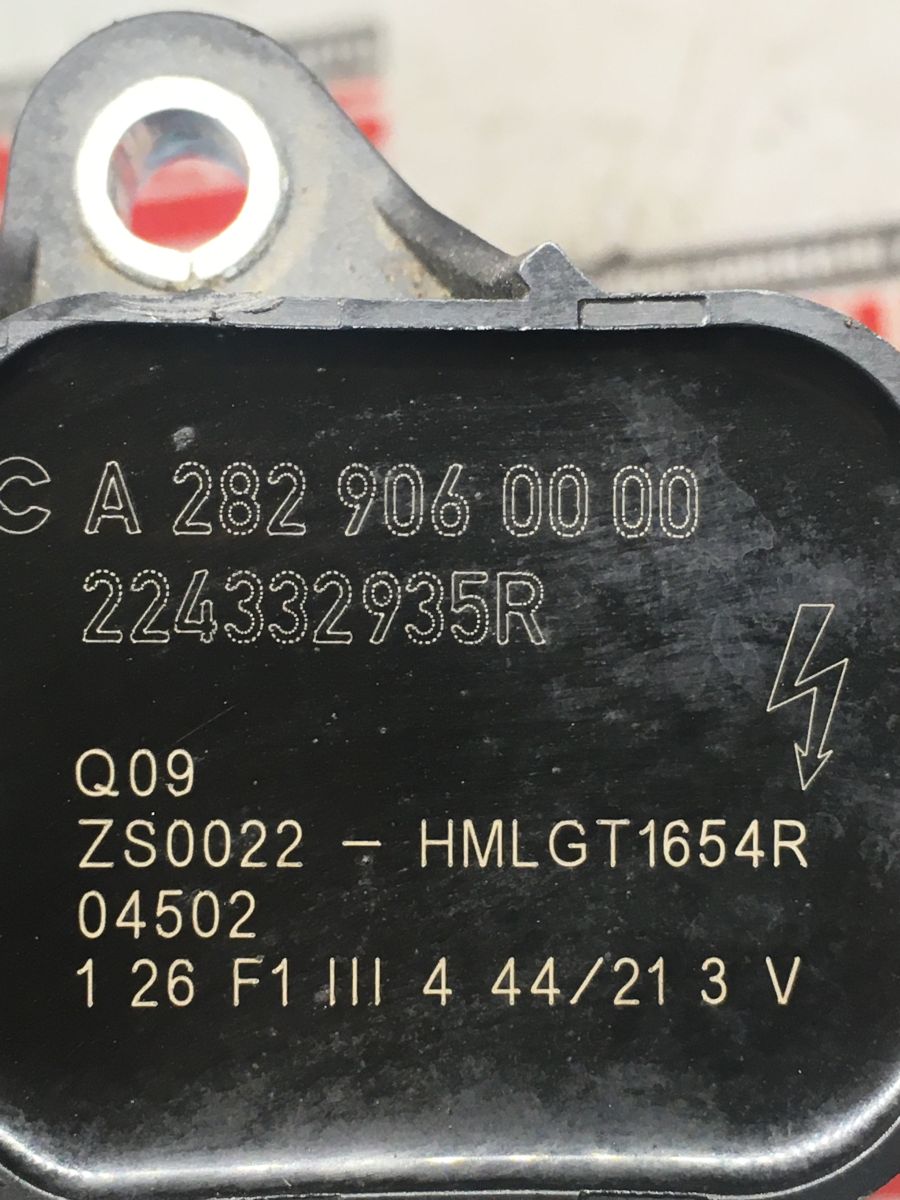 C A 282 906 00 00
224332935R
Q09
ZS0022 – HMLGT1654R
04502
1 26 F1 III 4 44/21 3 V